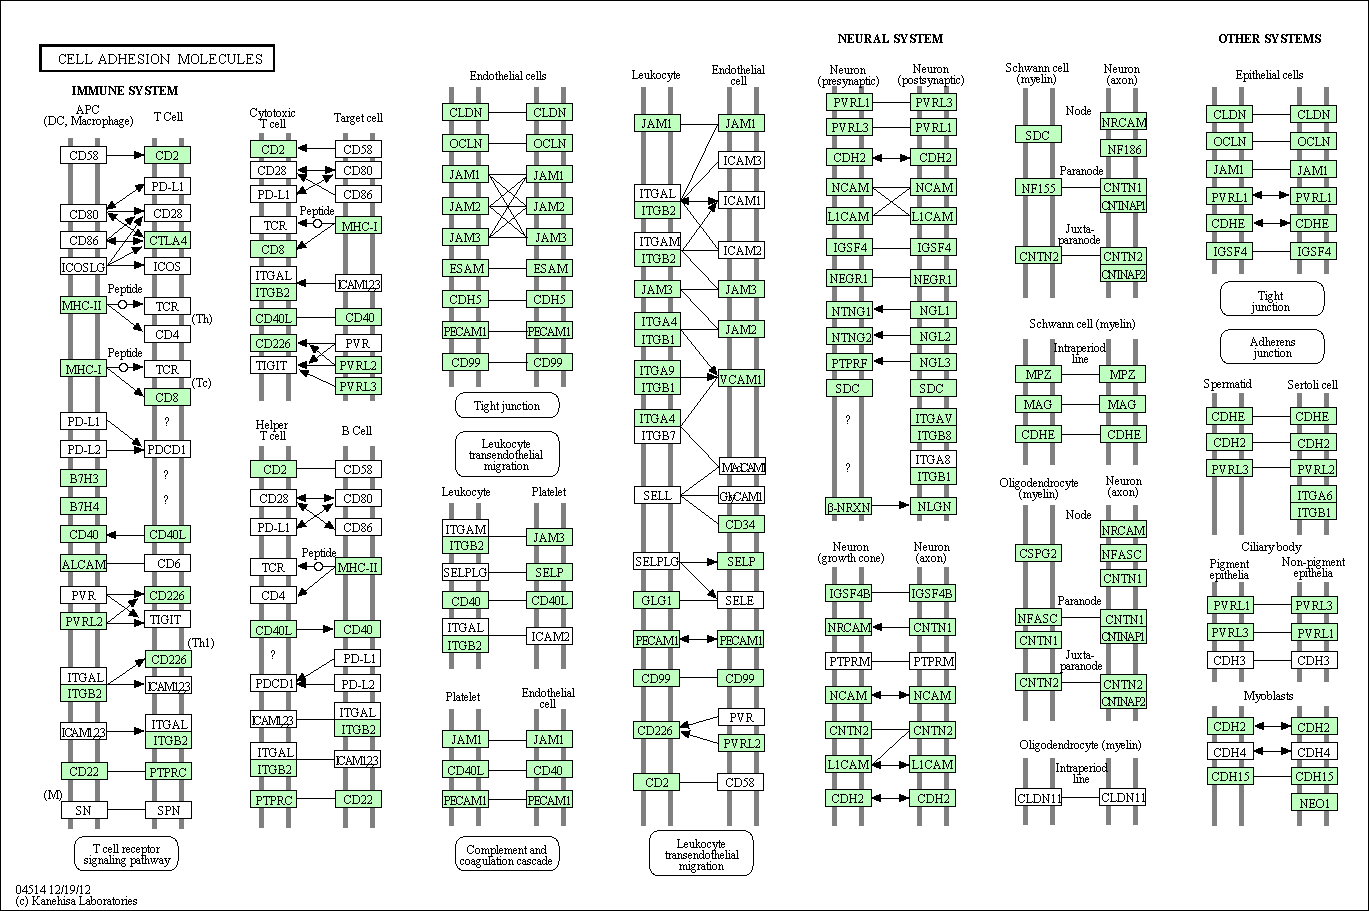 CELL ADHESION MOLECULES
IMMUNE SYSTEM
APC
(DC, Macrophage)
T Cell
CD58
CD2
PD-L1
CD80
CD28
CD86
CTLA4
ICOSLG
ICOS
MHC-II
Peptide
TCR
(Th)
CD4
MHC-I
Peptide
TCR
(Tc)
CD8
PD-L1
?
PD-L2
PDCD1
B7H3
?
B7H4
?
CD40
CD40L
ALCAM
CD6
PVR
CD226
PVRL2
TIGIT
(Th1)
CD226
ITGAL
ITGB2
ICAM123
ICAM123
ITGAL
ITGB2
CD22
PTPRC
(M)
SN
SPN
T cell receptor
signaling pathway
04514 12/19/12
(c) Kanehisa Laboratories
Cytotoxic
T cell
Target cell
CD2
CD58
CD28
CD80
PD-L1
CD86
TCR
Peptide
MHC-I
CD8
ITGAL
ITGB2
ICAM123
CD40L
CD40
CD226
PVR
TIGIT
PVRL2
PVRL3
Helper
T cell
B Cell
CD2
CD58
CD28
CD80
PD-L1
CD86
TCR
Peptide
MHC-II
CD4
CD40L
CD40
?
PD-L1
PDCD1
PD-L2
ICAM123
ITGAL
ITGB2
ITGAL
ITGB2
ICAM123
PTPRC
CD22
Endothelial cells
CLDN
CLDN
OCLN
OCLN
JAM1
JAM1
JAM2
JAM2
JAM3
JAM3
ESAM
ESAM
CDH5
CDH5
PECAM1
PECAM1
CD99
CD99
Tight junction
Leukocyte
transendothelial
migration
Leukocyte
Platelet
ITGAM
ITGB2
JAM3
SELPLG
SELP
CD40
CD40L
ITGAL
ITGB2
ICAM2
Platelet
Endothelial
cell
JAM1
JAM1
CD40L
CD40
PECAM1
PECAM1
Complement and
coagulation cascade
Leukocyte
Endothelial
cell
JAM1
JAM1
ICAM3
ITGAL
ITGB2
ICAM1
ITGAM
ITGB2
ICAM2
JAM3
JAM3
ITGA4
ITGB1
JAM2
ITGA9
ITGB1
VCAM1
ITGA4
ITGB7
MAdCAM1
SELL
GlyCAM1
CD34
SELPLG
SELP
GLG1
SELE
PECAM1
PECAM1
CD99
CD99
CD226
PVR
PVRL2
CD2
CD58
Leukocyte
transendothelial
migration
NEURAL SYSTEM
Neuron
(presynaptic)
Neuron
(postsynaptic)
PVRL1
PVRL3
PVRL3
PVRL1
CDH2
CDH2
NCAM
NCAM
L1CAM
L1CAM
IGSF4
IGSF4
NEGR1
NEGR1
NTNG1
NGL1
NTNG2
NGL2
PTPRF
NGL3
SDC
SDC
?
ITGAV
ITGB8
?
ITGA8
ITGB1
β-NRXN
NLGN
Neuron
(growth cone)
Neuron
(axon)
IGSF4B
IGSF4B
NRCAM
CNTN1
PTPRM
PTPRM
NCAM
NCAM
CNTN2
CNTN2
L1CAM
L1CAM
CDH2
CDH2
Schwann cell
(myelin)
Neuron
(axon)
Node
SDC
NRCAM
NF186
Paranode
NF155
CNTN1
CNTNAP1
Juxta-
paranode
CNTN2
CNTN2
CNTNAP2
Schwann cell (myelin)
Intraperiod
line
MPZ
MPZ
MAG
MAG
CDHE
CDHE
Oligodendrocyte
(myelin)
Neuron
(axon)
Node
CSPG2
NRCAM
NFASC
CNTN1
Paranode
NFASC
CNTN1
CNTN1
CNTNAP1
Juxta-
paranode
CNTN2
CNTN2
CNTNAP2
Oligodendrocyte (myelin)
Intraperiod
line
CLDN11
CLDN11
OTHER SYSTEMS
Epithelial cells
CLDN
CLDN
OCLN
OCLN
JAM1
JAM1
PVRL1
PVRL1
CDHE
CDHE
IGSF4
IGSF4
Tight
junction
Adherens
junction
Spermatid
Sertoli cell
CDHE
CDHE
CDH2
CDH2
PVRL3
PVRL2
ITGA6
ITGB1
Ciliary body
Pigment
epithelia
Non-pigment
epithelia
PVRL1
PVRL3
PVRL3
PVRL1
CDH3
CDH3
Myoblasts
CDH2
CDH2
CDH4
CDH4
CDH15
CDH15
NEO1